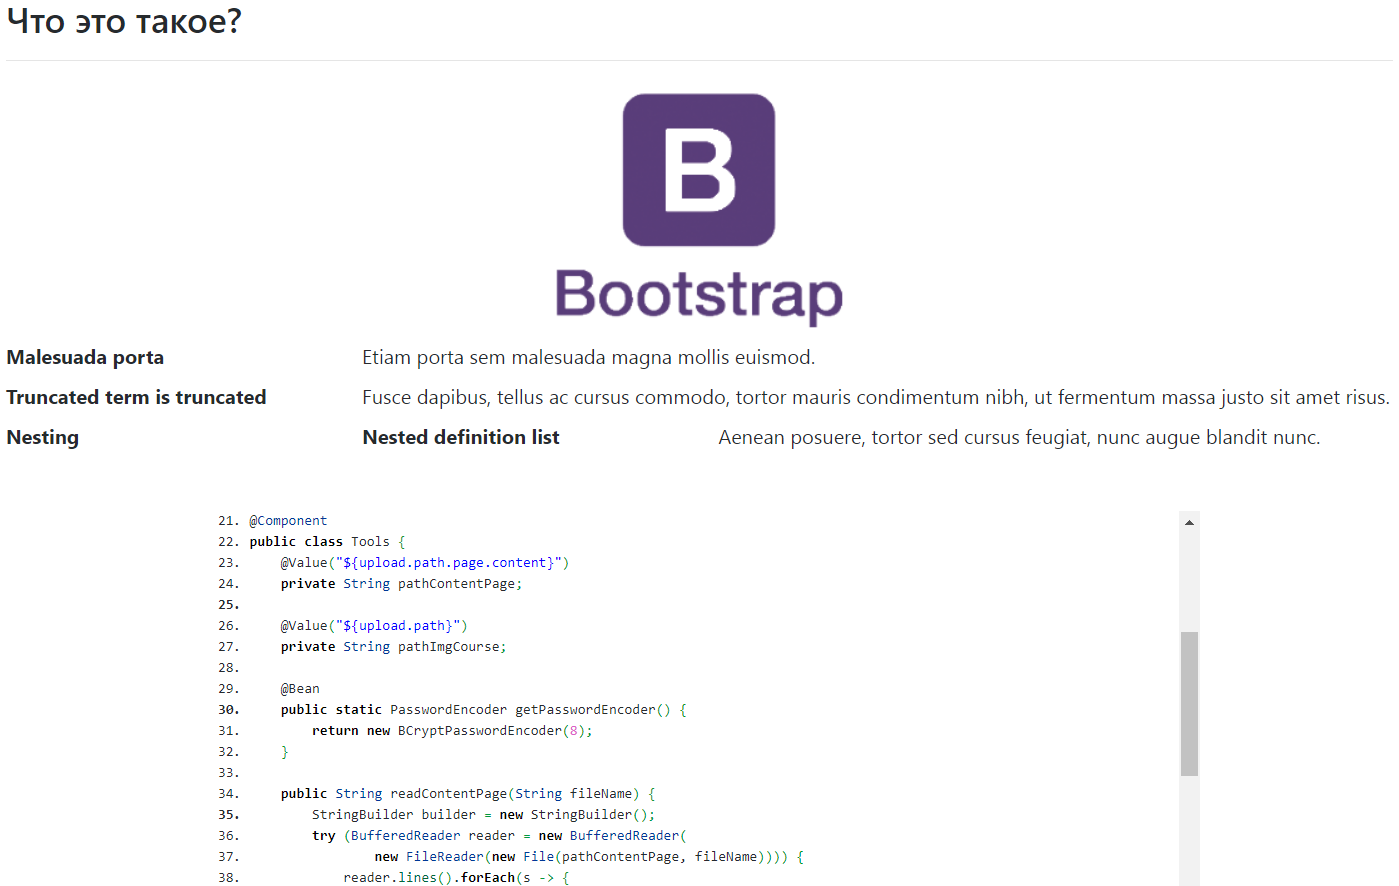 Что это такое?
B
Bootstrap
Malesuada porta Etiam porta sem malesuada magna mollis euismod.
Truncated term is truncated Fusce dapibus, tellus ac cursus commodo, tortor mauris condimentum nibh, ut fermentum massa justo sit amet risus.
Nesting Nested definition list Aenean posuere, tortor sed cursus feugiat, nunc augue blandit nunc.
21. @Component
22. public class Tools {
23.     @Value("${upload.path.page.content}")
24.     private String pathContentPage;
25.
26.     @Value("${upload.path}")
27.     private String pathImgCourse;
28.
29.     @Bean
30.     public static PasswordEncoder getPasswordEncoder() {
31.         return new BCryptPasswordEncoder(8);
32.     }
33.
34.     public String readContentPage(String fileName) {
35.         StringBuilder builder = new StringBuilder();
36.         try (BufferedReader reader = new BufferedReader(
37.                 new FileReader(new File(pathContentPage, fileName)))) {
38.             reader.lines().forEach(s -> {